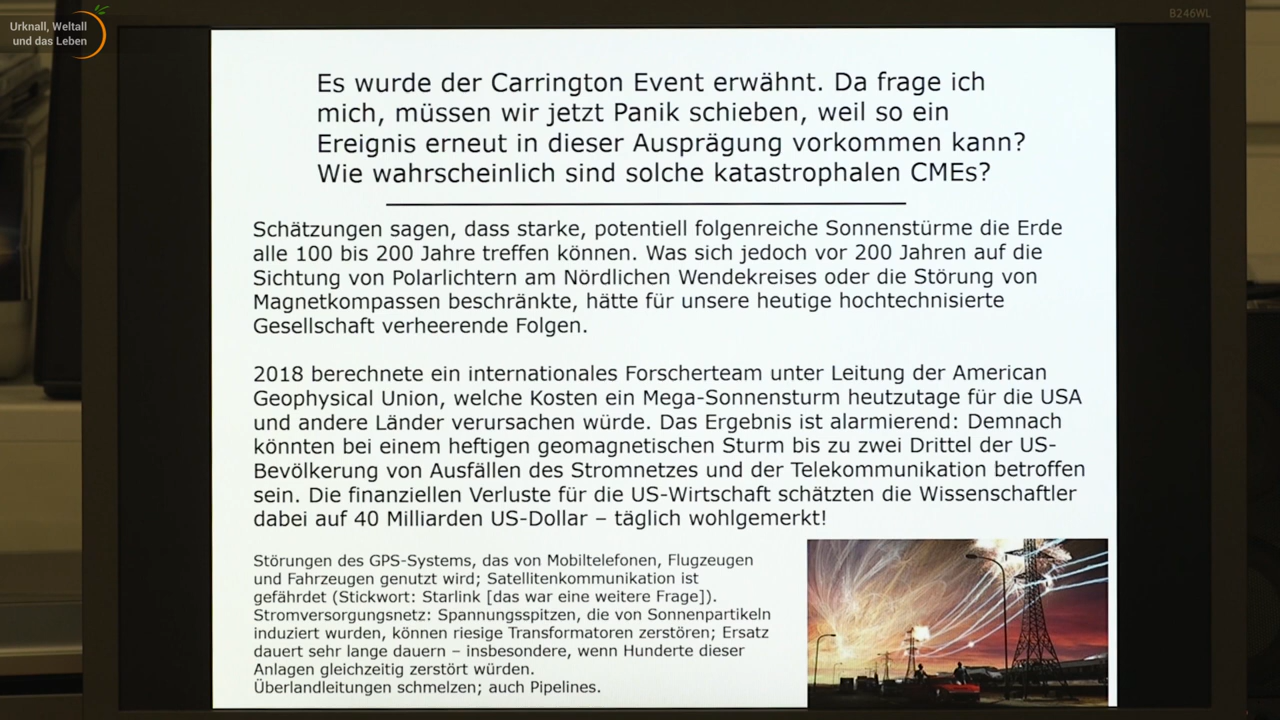 Urknall, Weltall
und das Leben
B246WL
Es wurde der Carrington Event erwähnt. Da frage ich
mich, müssen wir jetzt Panik schieben, weil so ein
Ereignis erneut in dieser Ausprägung vorkommen kann?
Wie wahrscheinlich sind solche katastrophalen CMEs?
Schätzungen sagen, dass starke, potentiell folgenreiche Sonnenstürme die Erde
alle 100 bis 200 Jahre treffen können. Was sich jedoch vor 200 Jahren auf die
Sichtung von Polarlichtern am Nördlichen Wendekreises oder die Störung von
Magnetkompassen beschränkte, hätte für unsere heutige hochtechnisierte
Gesellschaft verheerende Folgen.
2018 berechnete ein internationales Forscherteam unter Leitung der American
Geophysical Union, welche Kosten ein Mega-Sonnensturm heutzutage für die USA
und andere Länder verursachen würde. Das Ergebnis ist alarmierend: Demnach
könnten bei einem heftigen geomagnetischen Sturm bis zu zwei Drittel der US-
Bevölkerung von Ausfällen des Stromnetzes und der Telekommunikation betroffen
sein. Die finanziellen Verluste für die US-Wirtschaft schätzten die Wissenschaftler
dabei auf 40 Milliarden US-Dollar – täglich wohlgemerkt!
Störungen des GPS-Systems, das von Mobiltelefonen, Flugzeugen
und Fahrzeugen genutzt wird; Satellitenkommunikation ist
gefährdet (Stickwort: Starlink [das war eine weitere Frage]).
Stromversorgungsnetz: Spannungsspitzen, die von Sonnenpartikeln
induziert wurden, können riesige Transformatoren zerstören; Ersatz
dauert sehr lange dauern – insbesondere, wenn Hunderte dieser
Anlagen gleichzeitig zerstört würden.
Überlandleitungen schmelzen; auch Pipelines.